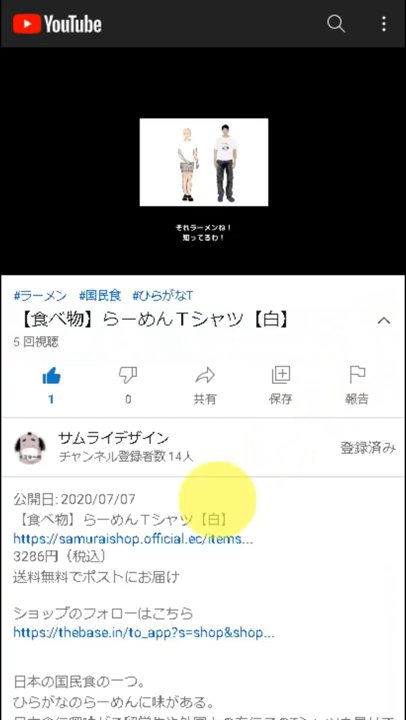 YouTube
それラーメンね！
知ってるわ！
#ラーメン #国民食 #ひらがなT
【食べ物】らーめんTシャツ【白】
5 回視聴
1
0
共有
保存
報告
サムライデザイン
チャンネル登録者数 14人
登録済み
公開日: 2020/07/07
【食べ物】らーめんTシャツ【白】
https://samuraishop.official.ec/items...
3286円（税込）
送料無料でポストにお届け
ショップのフォローはこちら
https://thebase.in/to_app?s=shop&shop...
日本の国民食の一つ。
ひらがなのらーめんに味がある。